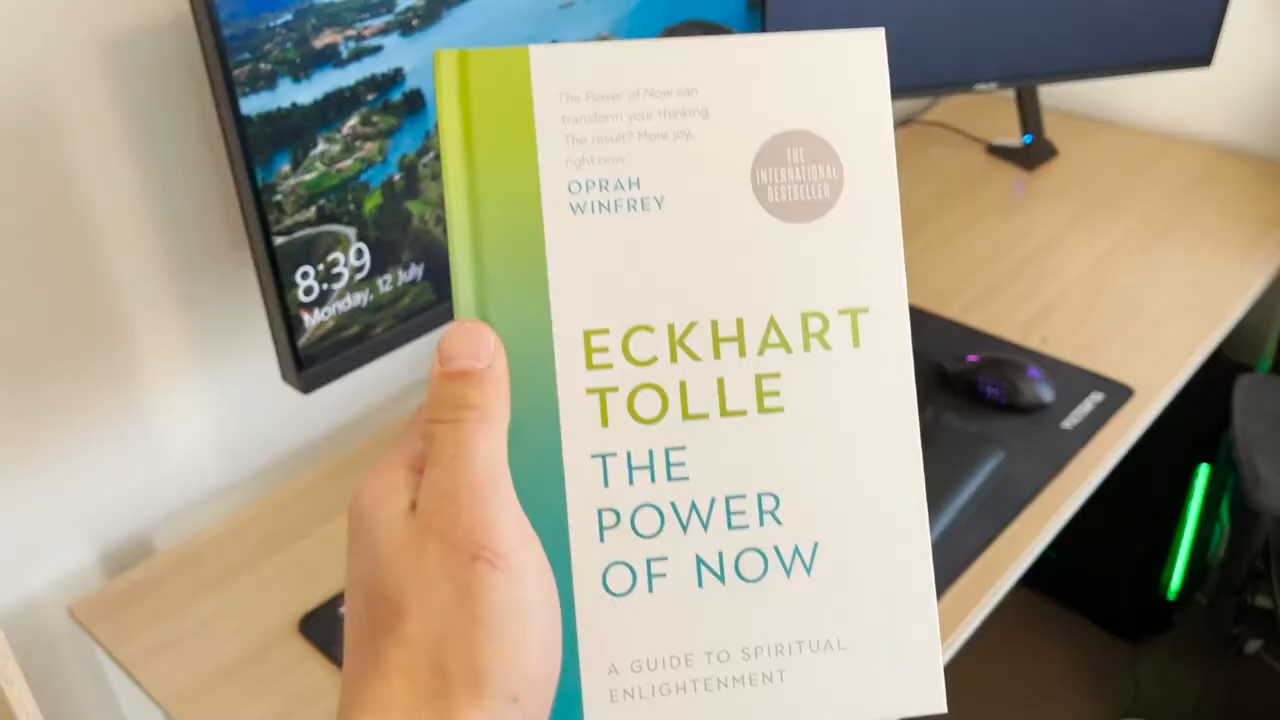 The Power of Now can
transform your thinking.
The result? More joy,
right now
OPRAH
WINFREY
THE
INTERNATIONAL
BESTSELLER
ECKHART
TOLLE
THE
POWER
OF NOW
A GUIDE TO SPIRITUAL
ENLIGHTENMENT
8:39
Monday, 12 July